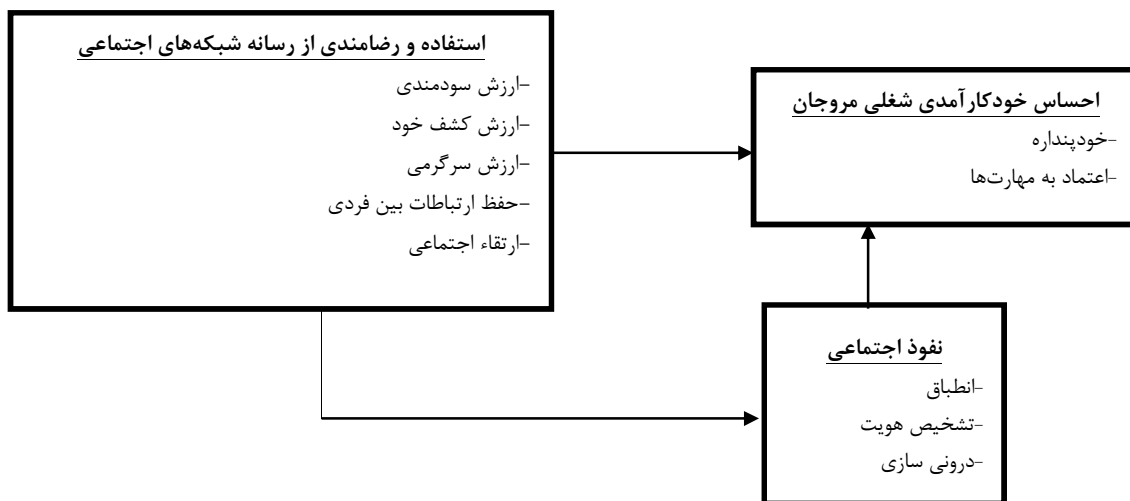 استفاده و رضامندی از رسانه شبکه‌های اجتماعی
-ارزش سودمندی
-ارزش کشف خود
-ارزش سرگرمی
-حفظ ارتباطات بین فردی
-ارتقاء اجتماعی
احساس خودکارآمدی شغلی مروجان
-خودپنداره
-اعتماد به مهارت‌ها
نفوذ اجتماعی
-انطباق
-تشخیص هویت
-درونی سازی